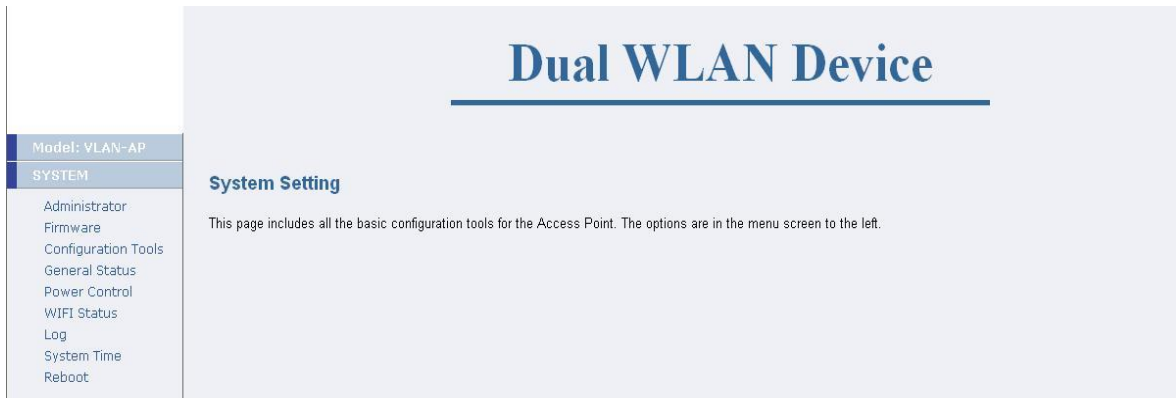 Dual WLAN Device
Model: VLAN-AP
SYSTEM
Administrator
Firmware
Configuration Tools
General Status
Power Control
WIFI Status
Log
System Time
Reboot
System Setting
This page includes all the basic configuration tools for the Access Point. The options are in the menu screen to the left.